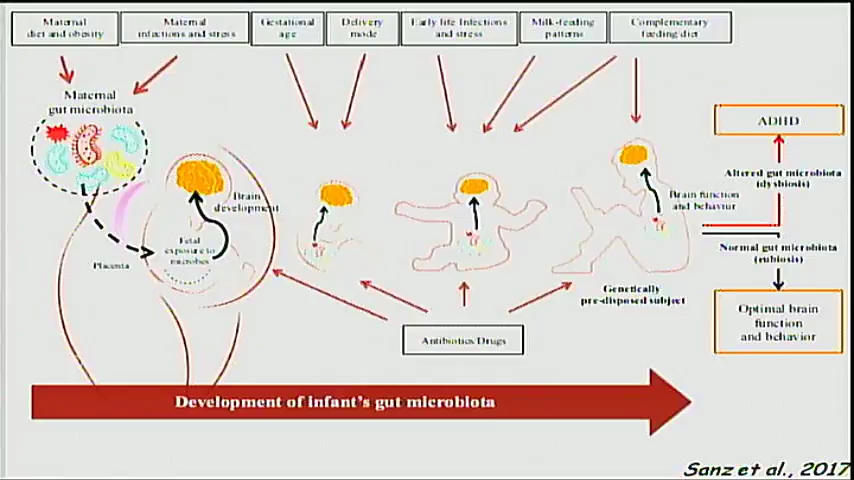 Maternal
diet and obesity
Maternal
infections and stress
Gestational
age
Delivery
mode
Early life Infections
and stress
Milk-feeding
patterns
Complementary
feeding diet
Maternal
gut microbiota
Brain
development
Fetal
exposure to
microbes
Placenta
Brain function
and behavior
Genetically
pre-disposed subject
ADHD
Altered gut microbiota
(dysbiosis)
Normal gut microbiota
(eubiosis)
Optimal brain
function
and behavior
Antibiotics/Drugs
Development of infant's gut microbiota
Sanz et al., 2017